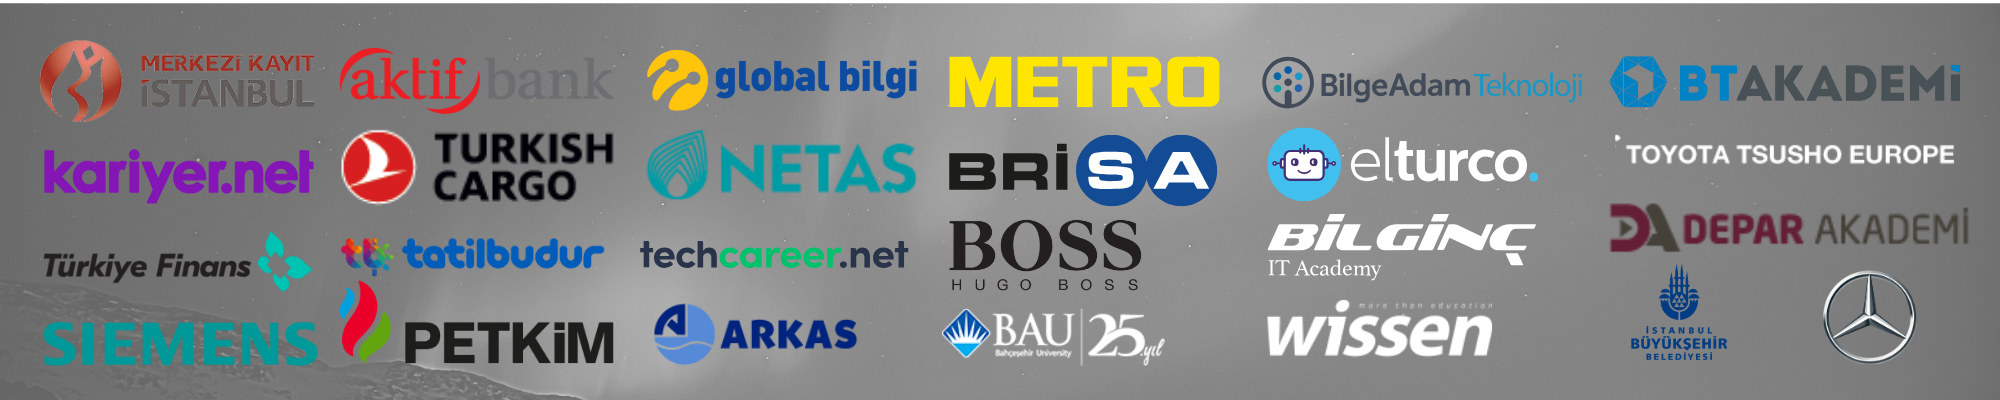 MERKEZİ KAYIT
İSTANBUL
aktif bank
global bilgi
METRO
BilgeAdam Teknoloji
BTAKADEMİ
kariyer.net
TURKISH
CARGO
NETAŞ
BRİSA
elturco.
TOYOTA TSUSHO EUROPE
Türkiye Finans
tatilbudur
techcareer.net
BOSS
HUGO BOSS
BİLGİNÇ
IT Academy
DA DEPAR AKADEMİ
SIEMENS
PETKİM
ARKAS
BAU
Bahçeşehir University
25.yıl
more than education
wissen
İSTANBUL
BÜYÜKŞEHİR
BELEDİYESİ